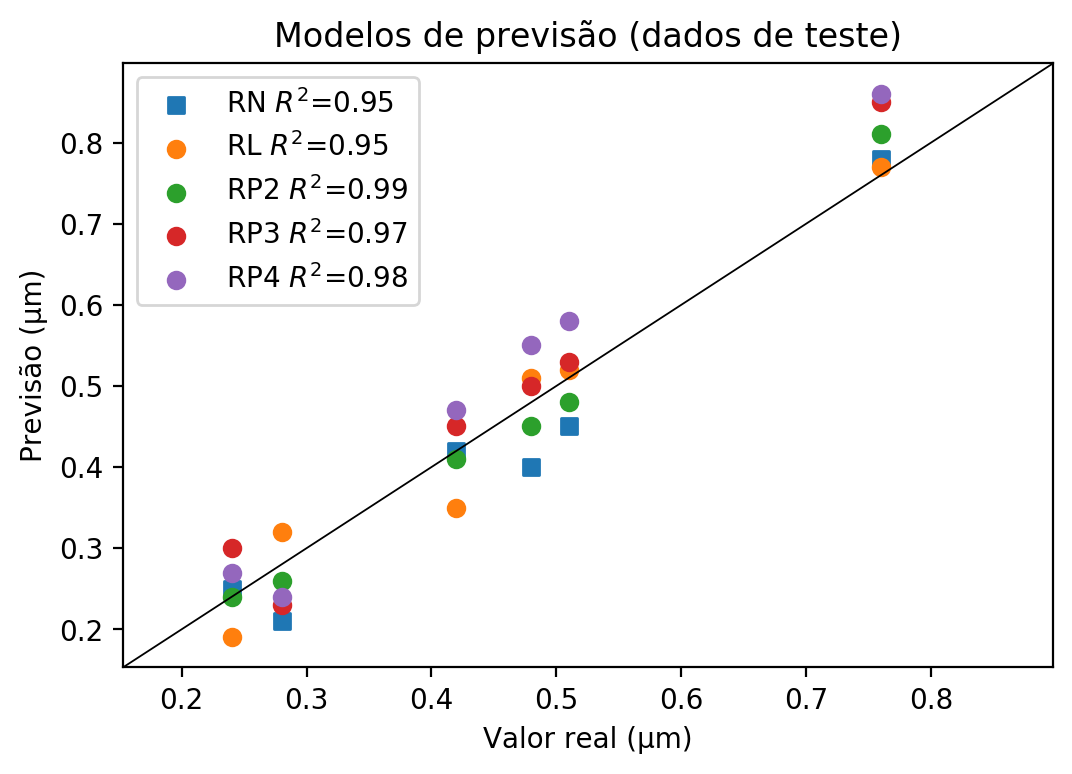 Modelos de previsão (dados de teste)
RN R²=0.95
RL R²=0.95
RP2 R²=0.99
RP3 R²=0.97
RP4 R²=0.98
Previsão (µm)
0.8
0.7
0.6
0.5
0.4
0.3
0.2
0.2 0.3 0.4 0.5 0.6 0.7 0.8
Valor real (µm)